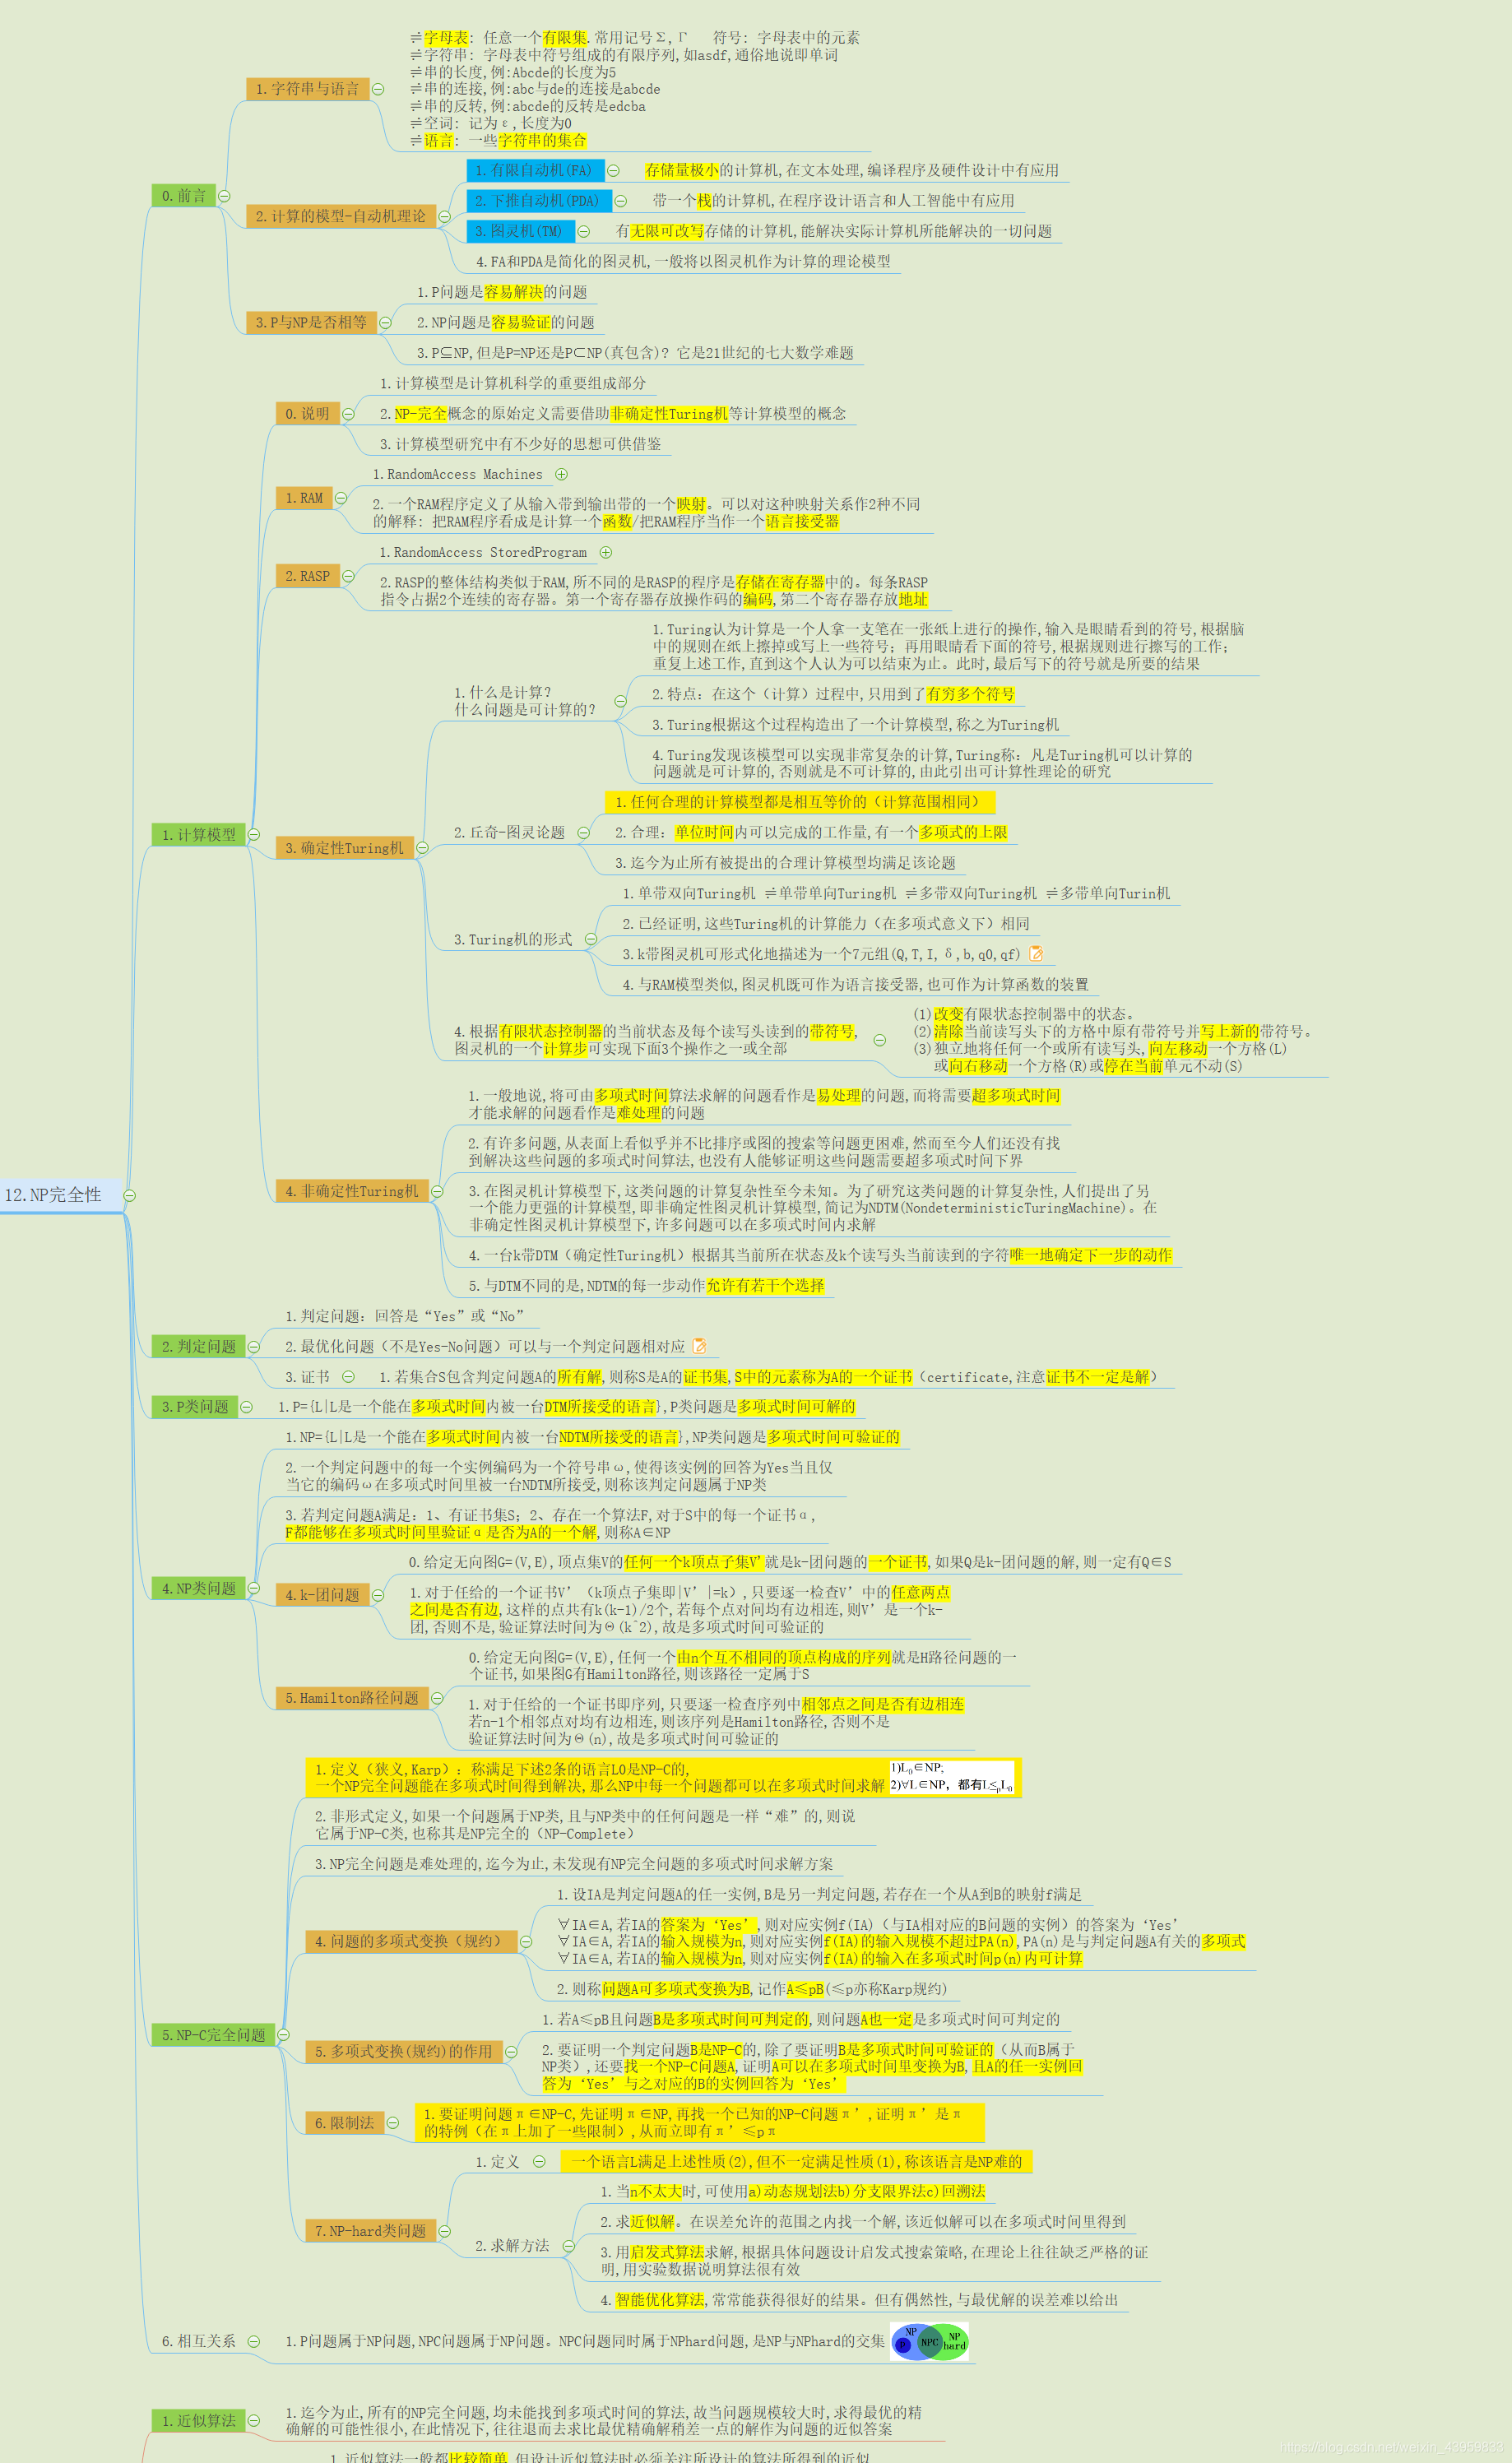 12.NP完全性
0.前言
1.字符串与语言
⇌字母表: 任意一个有限集.常用记号Σ,Γ 符号: 字母表中的元素
⇌字符串: 字母表中符号组成的有限序列,如asdf,通俗地说即单词
⇌串的长度,例:Abcde的长度为5
⇌串的连接,例:abc与de的连接是abcde
⇌串的反转,例:abcde的反转是edcba
⇌空词: 记为ε,长度为0
⇌语言: 一些字符串的集合
2.计算的模型-自动机理论
1.有限自动机(FA)
存储量极小的计算机,在文本处理,编译程序及硬件设计中有应用
2.下推自动机(PDA)
带一个栈的计算机,在程序设计语言和人工智能中有应用
3.图灵机(TM)
有无限可改写存储的计算机,能解决实际计算机所能解决的一切问题
4.FA和PDA是简化的图灵机,一般将以图灵机作为计算的理论模型
3.P与NP是否相等
1.P问题是容易解决的问题
2.NP问题是容易验证的问题
3.P⊆NP,但是P=NP还是P⊂NP(真包含)? 它是21世纪的七大数学难题
1.计算模型
0.说明
1.计算模型是计算机科学的重要组成部分
2.NP-完全概念的原始定义需要借助非确定性Turing机等计算模型的概念
3.计算模型研究中有不少好的思想可供借鉴
1.RAM
1.RandomAccess Machines
2.一个RAM程序定义了从输入带到输出带的一个映射。可以对这种映射关系作2种不同
的解释: 把RAM程序看成是计算一个函数/把RAM程序当作一个语言接受器
2.RASP
1.RandomAccess StoredProgram
2.RASP的整体结构类似于RAM,所不同的是RASP的程序是存储在寄存器中的。每条RASP
指令占据2个连续的寄存器。第一个寄存器存放操作码的编码,第二个寄存器存放地址
3.确定性Turing机
1.什么是计算?
什么问题是可计算的?
1.Turing认为计算是一个人拿一支笔在一张纸上进行的操作,输入是眼睛看到的符号,根据脑
中的规则在纸上擦掉或写上一些符号；再用眼睛看下面的符号,根据规则进行擦写的工作；
重复上述工作,直到这个人认为可以结束为止。此时,最后写下的符号就是所要的结果
2.特点：在这个（计算）过程中,只用到了有穷多个符号
3.Turing根据这个过程构造出了一个计算模型,称之为Turing机
4.Turing发现该模型可以实现非常复杂的计算,Turing称：凡是Turing机可以计算的
问题就是可计算的,否则就是不可计算的,由此引出可计算性理论的研究
2.丘奇-图灵论题
1.任何合理的计算模型都是相互等价的（计算范围相同）
2.合理：单位时间内可以完成的工作量,有一个多项式的上限
3.迄今为止所有被提出的合理计算模型均满足该论题
3.Turing机的形式
1.单带双向Turing机 ⇌单带单向Turing机 ⇌多带双向Turing机 ⇌多带单向Turin机
2.已经证明,这些Turing机的计算能力（在多项式意义下）相同
3.k带图灵机可形式化地描述为一个7元组(Q,T,I,δ,b,q0,qf)
4.与RAM模型类似,图灵机既可作为语言接受器,也可作为计算函数的装置
4.根据有限状态控制器的当前状态及每个读写头读到的带符号,
图灵机的一个计算步可实现下面3个操作之一或全部
(1)改变有限状态控制器中的状态。
(2)清除当前读写头下的方格中原有带符号并写上新的带符号。
(3)独立地将任何一个或所有读写头,向左移动一个方格(L)
或向右移动一个方格(R)或停在当前单元不动(S)
4.非确定性Turing机
1.一般地说,将可由多项式时间算法求解的问题看作是易处理的问题,而将需要超多项式时间
才能求解的问题看作是难处理的问题
2.有许多问题,从表面上看似乎并不比排序或图的搜索等问题更困难,然而至今人们还没有找
到解决这些问题的多项式时间算法,也没有人能够证明这些问题需要超多项式时间下界
3.在图灵机计算模型下,这类问题的计算复杂性至今未知。为了研究这类问题的计算复杂性,人们提出了另
一个能力更强的计算模型,即非确定性图灵机计算模型,简记为NDTM(NondeterministicTuringMachine)。在
非确定性图灵机计算模型下,许多问题可以在多项式时间内求解
4.一台k带DTM（确定性Turing机）根据其当前所在状态及k个读写头当前读到的字符唯一地确定下一步的动作
5.与DTM不同的是,NDTM的每一步动作允许有若干个选择
2.判定问题
1.判定问题：回答是“Yes”或“No”
2.最优化问题（不是Yes-No问题）可以与一个判定问题相对应
3.证书
1.若集合S包含判定问题A的所有解,则称S是A的证书集,S中的元素称为A的一个证书（certificate,注意证书不一定是解）
3.P类问题
1.P={L|L是一个能在多项式时间内被一台DTM所接受的语言},P类问题是多项式时间可解的
4.NP类问题
1.NP={L|L是一个能在多项式时间内被一台NDTM所接受的语言},NP类问题是多项式时间可验证的
2.一个判定问题中的每一个实例编码为一个符号串ω,使得该实例的回答为Yes当且仅
当它的编码ω在多项式时间里被一台NDTM所接受,则称该判定问题属于NP类
3.若判定问题A满足：1、有证书集S；2、存在一个算法F,对于S中的每一个证书α,
F都能够在多项式时间里验证α是否为A的一个解,则称A∈NP
4.k-团问题
0.给定无向图G=(V,E),顶点集V的任何一个k顶点子集V'就是k-团问题的一个证书,如果Q是k-团问题的解,则一定有Q∈S
1.对于任给的一个证书V’（k顶点子集即|V’|=k）,只要逐一检查V’中的任意两点
之间是否有边,这样的点共有k(k-1)/2个,若每个点对间均有边相连,则V’是一个k-
团,否则不是,验证算法时间为Θ(k^2),故是多项式时间可验证的
5.Hamilton路径问题
0.给定无向图G=(V,E),任何一个由n个互不相同的顶点构成的序列就是H路径问题的一
个证书,如果图G有Hamilton路径,则该路径一定属于S
1.对于任给的一个证书即序列,只要逐一检查序列中相邻点之间是否有边相连
若n-1个相邻点对均有边相连,则该序列是Hamilton路径,否则不是
验证算法时间为Θ(n),故是多项式时间可验证的
5.NP-C完全问题
1.定义（狭义,Karp）：称满足下述2条的语言L0是NP-C的,
一个NP完全问题能在多项式时间得到解决,那么NP中每一个问题都可以在多项式时间求解
1)L₀∈NP;
2)∀L∈NP，都有L≤ₚL₀
2.非形式定义,如果一个问题属于NP类,且与NP类中的任何问题是一样“难”的,则说
它属于NP-C类,也称其是NP完全的（NP-Complete）
3.NP完全问题是难处理的,迄今为止,未发现有NP完全问题的多项式时间求解方案
4.问题的多项式变换（规约）
1.设IA是判定问题A的任一实例,B是另一判定问题,若存在一个从A到B的映射f满足
∀IA∈A,若IA的答案为‘Yes’,则对应实例f(IA)（与IA相对应的B问题的实例）的答案为‘Yes’
∀IA∈A,若IA的输入规模为n,则对应实例f(IA)的输入规模不超过PA(n),PA(n)是与判定问题A有关的多项式
∀IA∈A,若IA的输入规模为n,则对应实例f(IA)的输入在多项式时间p(n)内可计算
2.则称问题A可多项式变换为B,记作A≤pB(≤p亦称Karp规约)
5.多项式变换(规约)的作用
1.若A≤pB且问题B是多项式时间可判定的,则问题A也一定是多项式时间可判定的
2.要证明一个判定问题B是NP-C的,除了要证明B是多项式时间可验证的（从而B属于
NP类）,还要找一个NP-C问题A,证明A可以在多项式时间里变换为B,且A的任一实例回
答为‘Yes’与之对应的B的实例回答为‘Yes’
6.限制法
1.要证明问题π∈NP-C,先证明π∈NP,再找一个已知的NP-C问题π’,证明π’是π
的特例（在π上加了一些限制）,从而立即有π’≤pπ
7.NP-hard类问题
1.定义
一个语言L满足上述性质(2),但不一定满足性质(1),称该语言是NP难的
2.求解方法
1.当n不太大时,可使用a)动态规划法b)分支限界法c)回溯法
2.求近似解。在误差允许的范围之内找一个解,该近似解可以在多项式时间里得到
3.用启发式算法求解,根据具体问题设计启发式搜索策略,在理论上往往缺乏严格的证
明,用实验数据说明算法很有效
4.智能优化算法,常常能获得很好的结果。但有偶然性,与最优解的误差难以给出
6.相互关系
1.P问题属于NP问题,NPC问题属于NP问题。NPC问题同时属于NPhard问题,是NP与NPhard的交集
NP
P
NPC
NP
hard
1.近似算法
1.迄今为止,所有的NP完全问题,均未能找到多项式时间的算法,故当问题规模较大时,求得最优的精
确解的可能性很小,在此情况下,往往退而去求比最优精确解稍差一点的解作为问题的近似答案
1.近似算法一般都比较简单,但设计近似算法时必须关注所设计的算法所得到的近似
https://blog.csdn.net/weixin_43959833